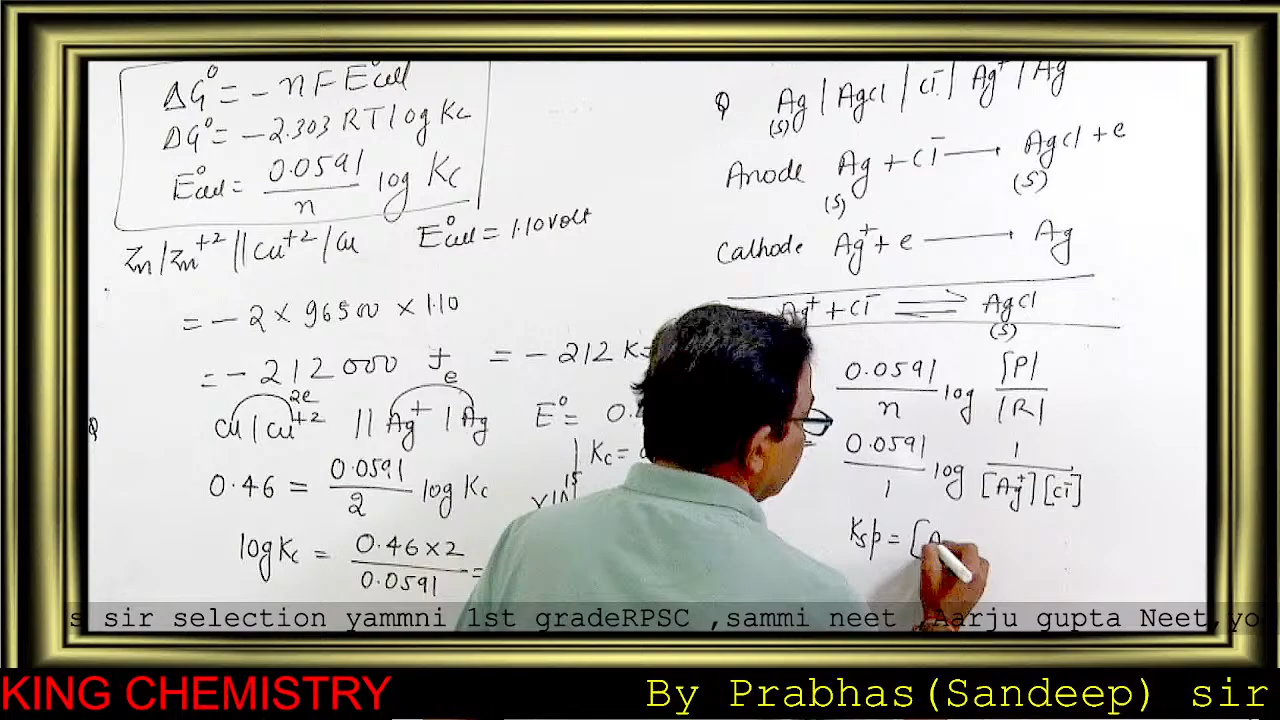 ΔG° = - nFE°cell
ΔG° = - 2.303 RT log Kc
E°cell = 0.0591/n log Kc
Zn/Zn+2 || Cu+2/Cu E°cell = 1.10 volt
= - 2 × 96500 × 1.10
= - 212000 J = - 212 KJ
2e e
Q Cu|Cu+2 || Ag+ | Ag E° =
0.46 = 0.0591/2 log Kc
Kc =
log Kc = 0.46×2/0.0591 =
Q Ag(s) | AgCl | Cl- | Ag+ | Ag
Anode Ag(s) + Cl- → AgCl(s) + e
Cathode Ag+ + e → Ag
Ag+ + Cl- ⇌ AgCl(s)
0.0591/n log [P]/[R]
0.0591/1 log 1/[Ag+][Cl-]
Ksp = [A
s sir selection yammni 1st gradeRPSC ,sammi neet ,Aarju gupta Neet,yo
KING CHEMISTRY By Prabhas(Sandeep) sir